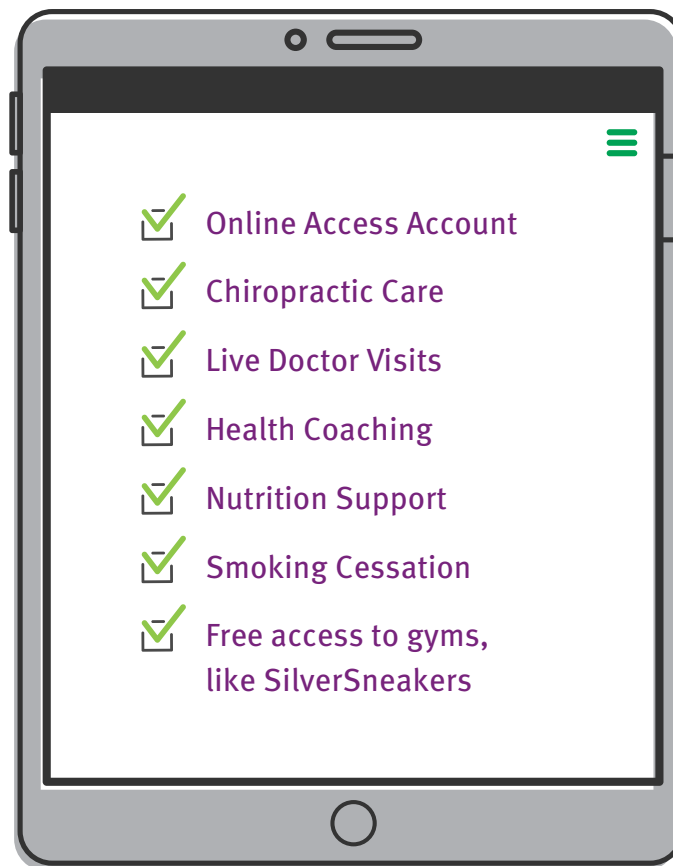 Online Access Account
Chiropractic Care
Live Doctor Visits
Health Coaching
Nutrition Support
Smoking Cessation
Free access to gyms,
like SilverSneakers